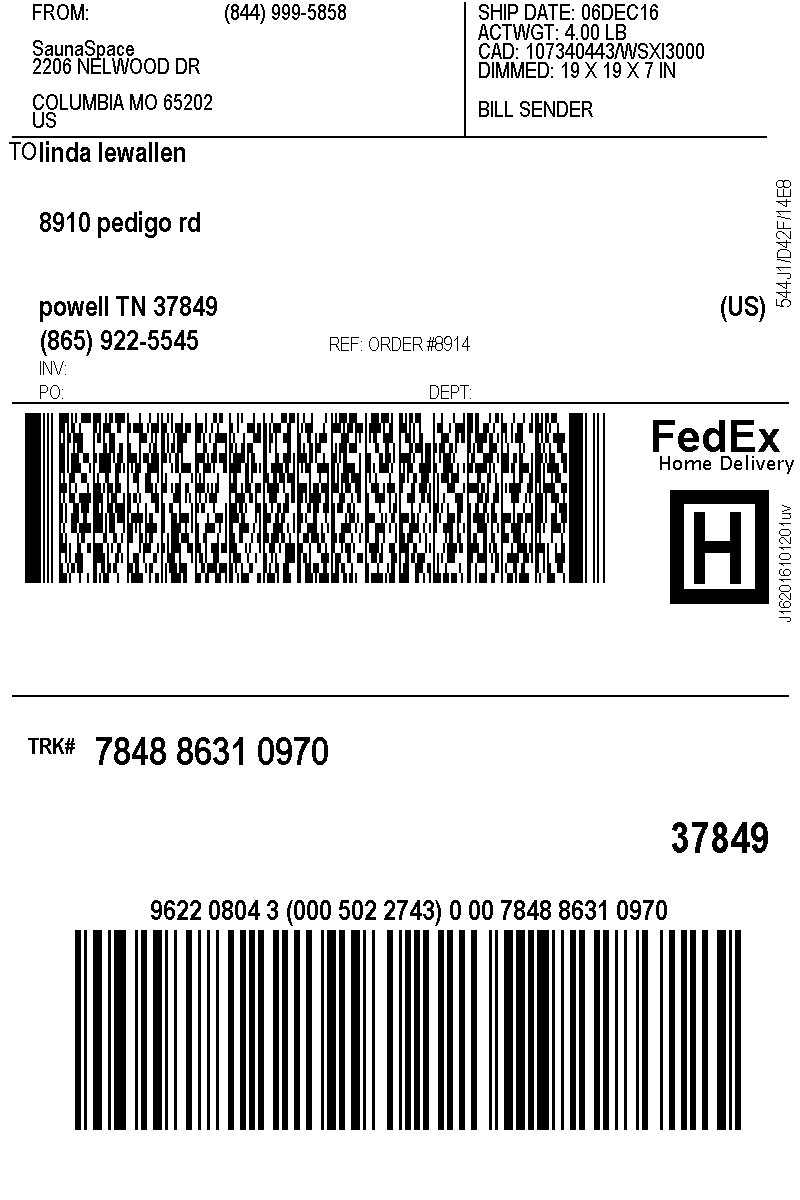 FROM: (844) 999-5858
SaunaSpace
2206 NELWOOD DR
COLUMBIA MO 65202
US
SHIP DATE: 06DEC16
ACTWGT: 4.00 LB
CAD: 107340443/WSXI3000
DIMMED: 19 X 19 X 7 IN
BILL SENDER
TO linda lewallen
8910 pedigo rd
powell TN 37849 (US)
(865) 922-5545 REF: ORDER #8914
INV:
PO: DEPT:
544J1/D42F/14E8
FedEx
Home Delivery
H
J162016101201uv
TRK# 7848 8631 0970
37849
9622 0804 3 (000 502 2743) 0 00 7848 8631 0970